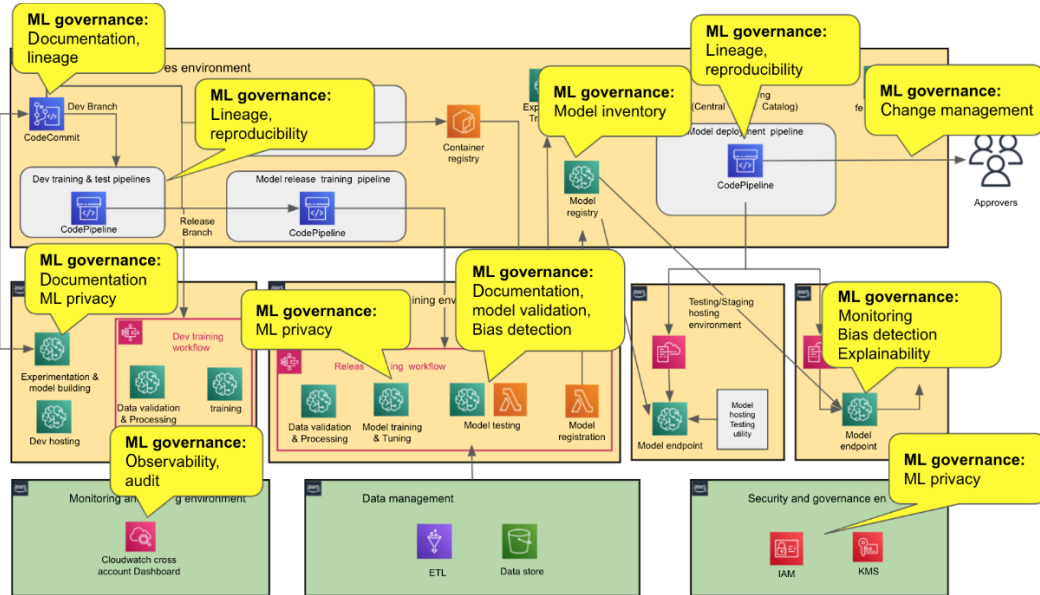 ML governance:
Documentation,
lineage
ML governance:
Lineage,
reproducibility
environment
Dev Branch
CodeCommit
ML governance:
Lineage,
reproducibility
Container
registry
ML governance:
Model inventory
(Central
Catalog)
ML governance:
Change management
Model deployment pipeline
CodePipeline
Approvers
Dev training & test pipelines
CodePipeline
Model release training pipeline
CodePipeline
Release
Branch
Model
registry
ML governance:
Documentation
ML privacy
Experimentation &
model building
Dev hosting
Dev training
workflow
Data validation
& Processing
training
ML governance:
ML privacy
ML governance:
Documentation,
model validation,
Bias detection
workflow
Data validation
& Processing
Model training
& Tuning
Model testing
Model
registration
Testing/Staging
hosting
environment
Model endpoint
Model
hosting
Testing
utility
ML governance:
Monitoring
Bias detection
Explainability
Model
endpoint
ML governance:
Observability,
audit
environment
Cloudwatch cross
account Dashboard
Data management
ETL
Data store
ML governance:
ML privacy
Security and governance en
IAM
KMS